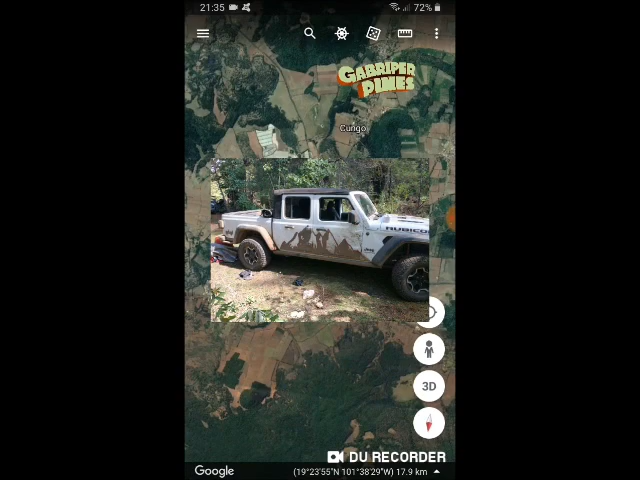 21:35
72%
GABRIPER
PINES
Cungo
RUBICON
Jeep
3D
DU RECORDER
Google
(19°23'55"N 101°38'29"W) 17.9 km